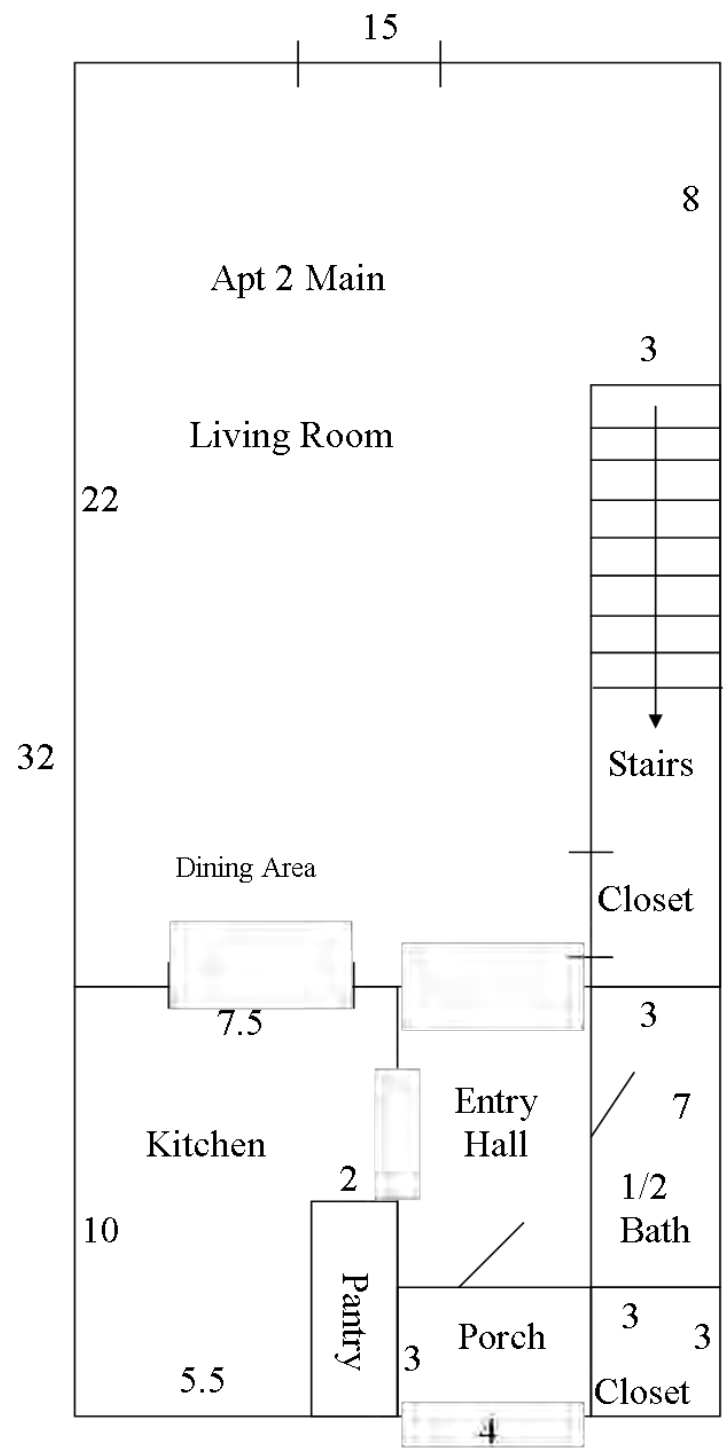 15
8
Apt 2 Main
3
Living Room
22
32
Stairs
Dining Area
Closet
7.5
3
Entry
Hall
7
Kitchen
2
1/2
Bath
10
Pantry
Porch
3
3
3
5.5
Closet
4